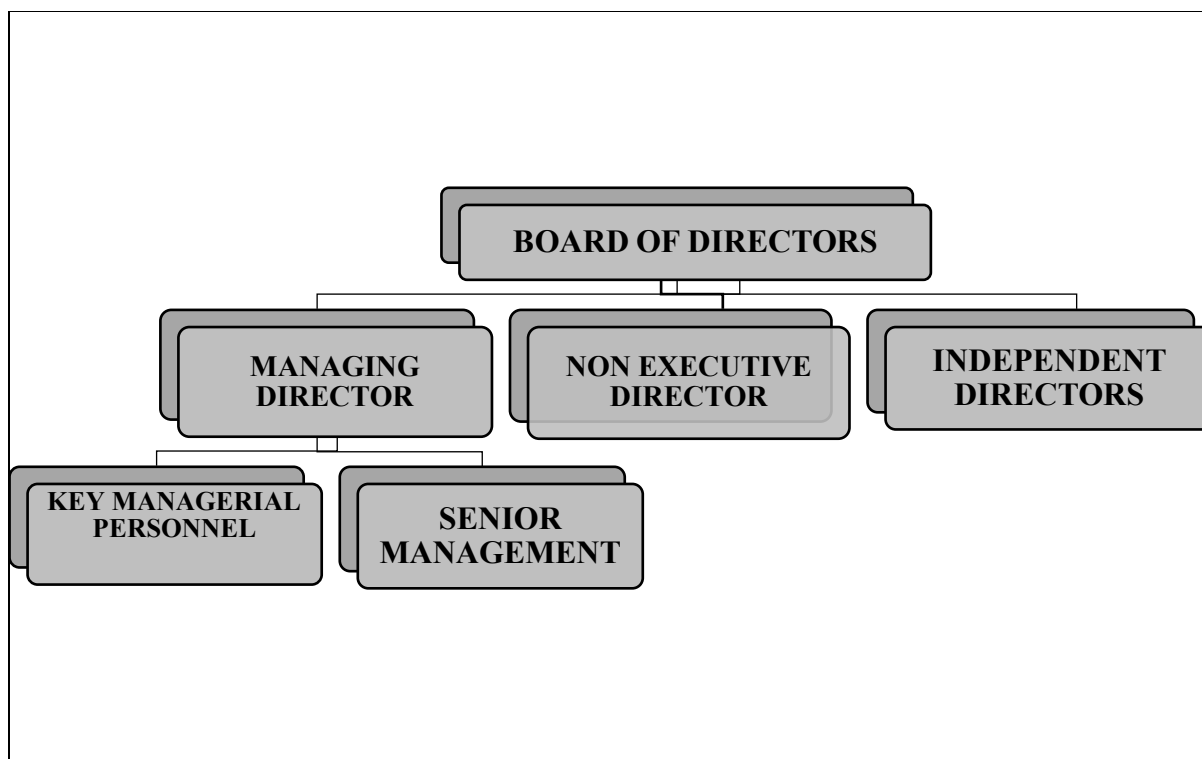 BOARD OF DIRECTORS
MANAGING
DIRECTOR
NON EXECUTIVE
DIRECTOR
INDEPENDENT
DIRECTORS
KEY MANAGERIAL
PERSONNEL
SENIOR
MANAGEMENT